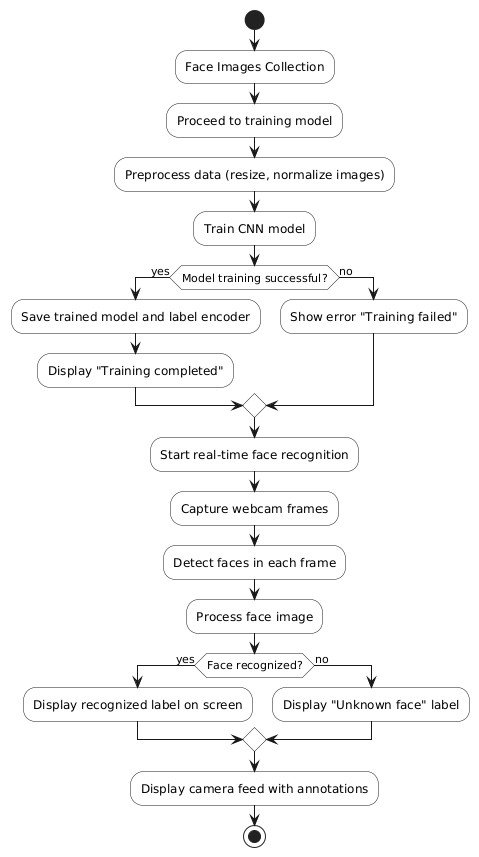 Face Images Collection
Proceed to training model
Preprocess data (resize, normalize images)
Train CNN model
yes
Model training successful?
no
Save trained model and label encoder
Show error "Training failed"
Display "Training completed"
Start real-time face recognition
Capture webcam frames
Detect faces in each frame
Process face image
yes
Face recognized?
no
Display recognized label on screen
Display "Unknown face" label
Display camera feed with annotations